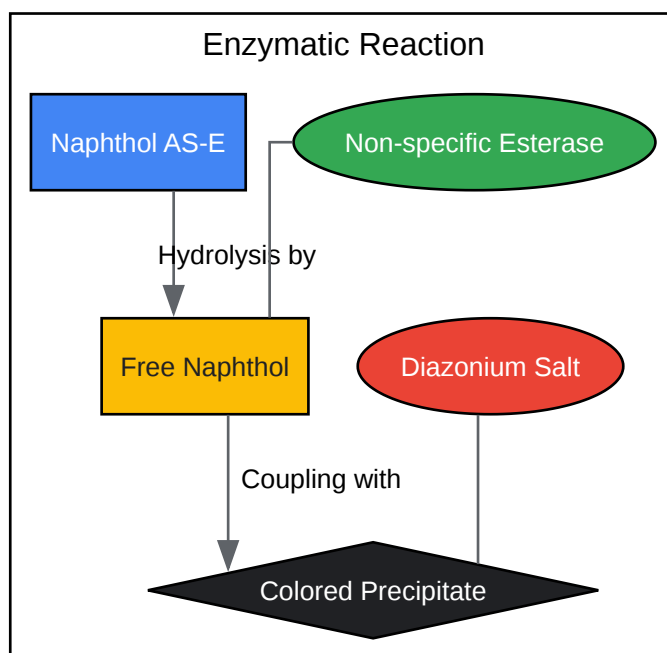 Enzymatic Reaction
Naphthol AS-E
Non-specific Esterase
Hydrolysis by
Free Naphthol
Diazonium Salt
Coupling with
Colored Precipitate